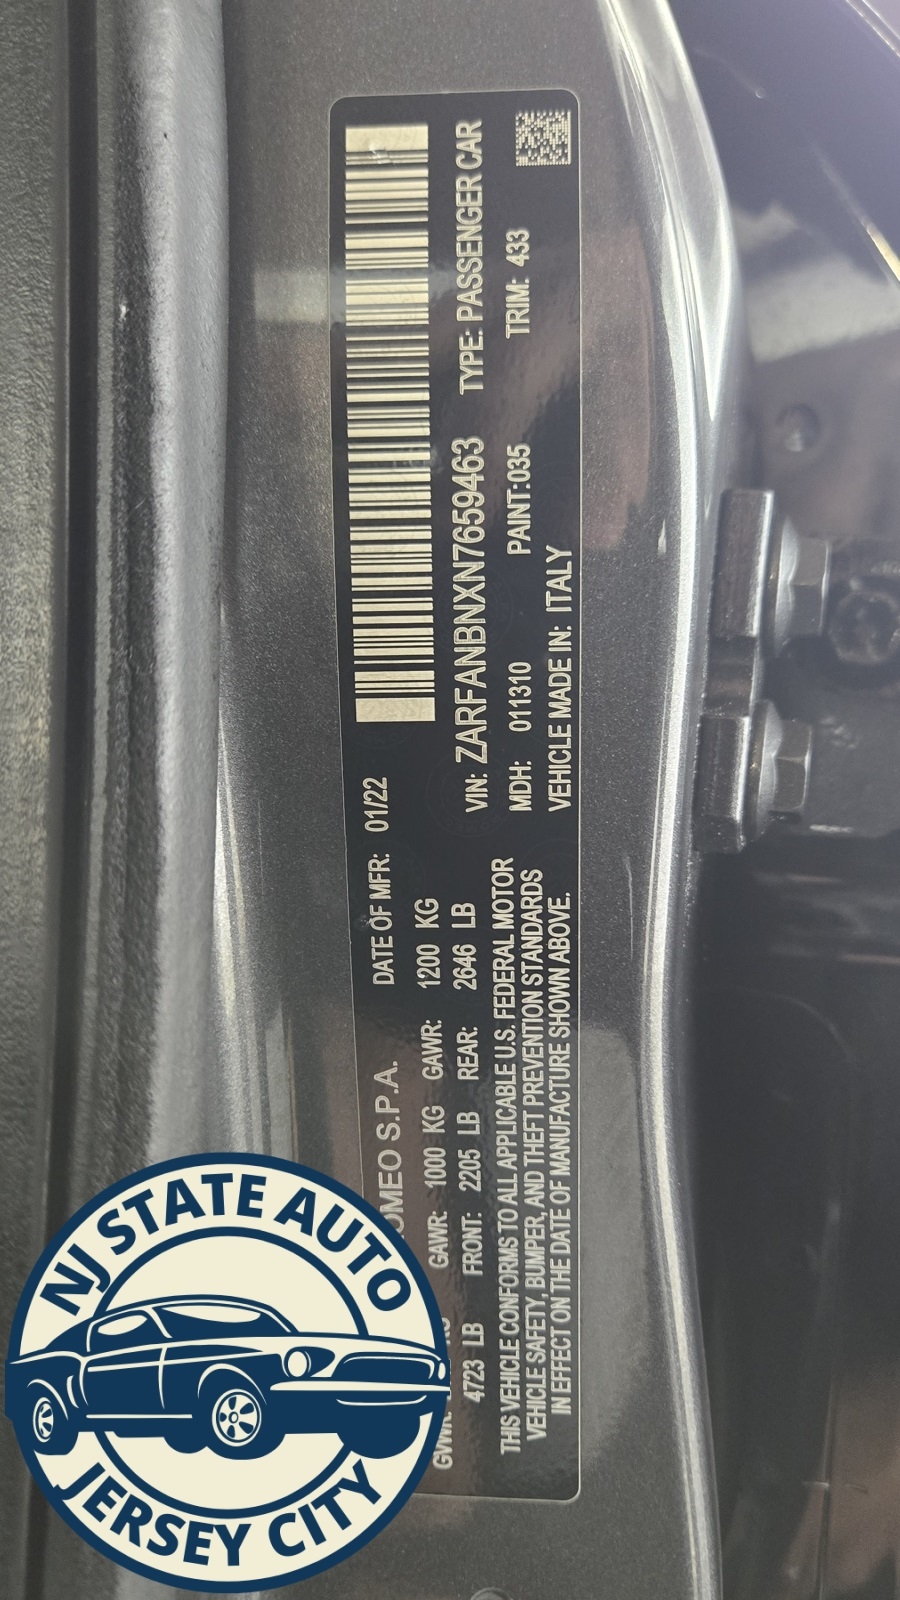 OMEO S.P.A. DATE OF MFR: 01/22
GAWR: 1000 KG GAWR: 1200 KG
4723 LB FRONT: 2205 LB REAR: 2646 LB
THIS VEHICLE CONFORMS TO ALL APPLICABLE U.S. FEDERAL MOTOR
VEHICLE SAFETY, BUMPER, AND THEFT PREVENTION STANDARDS
IN EFFECT ON THE DATE OF MANUFACTURE SHOWN ABOVE.
VIN: ZARFANBNXN7659463 TYPE: PASSENGER CAR
MDH: 011310 PAINT:035 TRIM: 433
VEHICLE MADE IN: ITALY
NJ STATE AUTO
JERSEY CITY